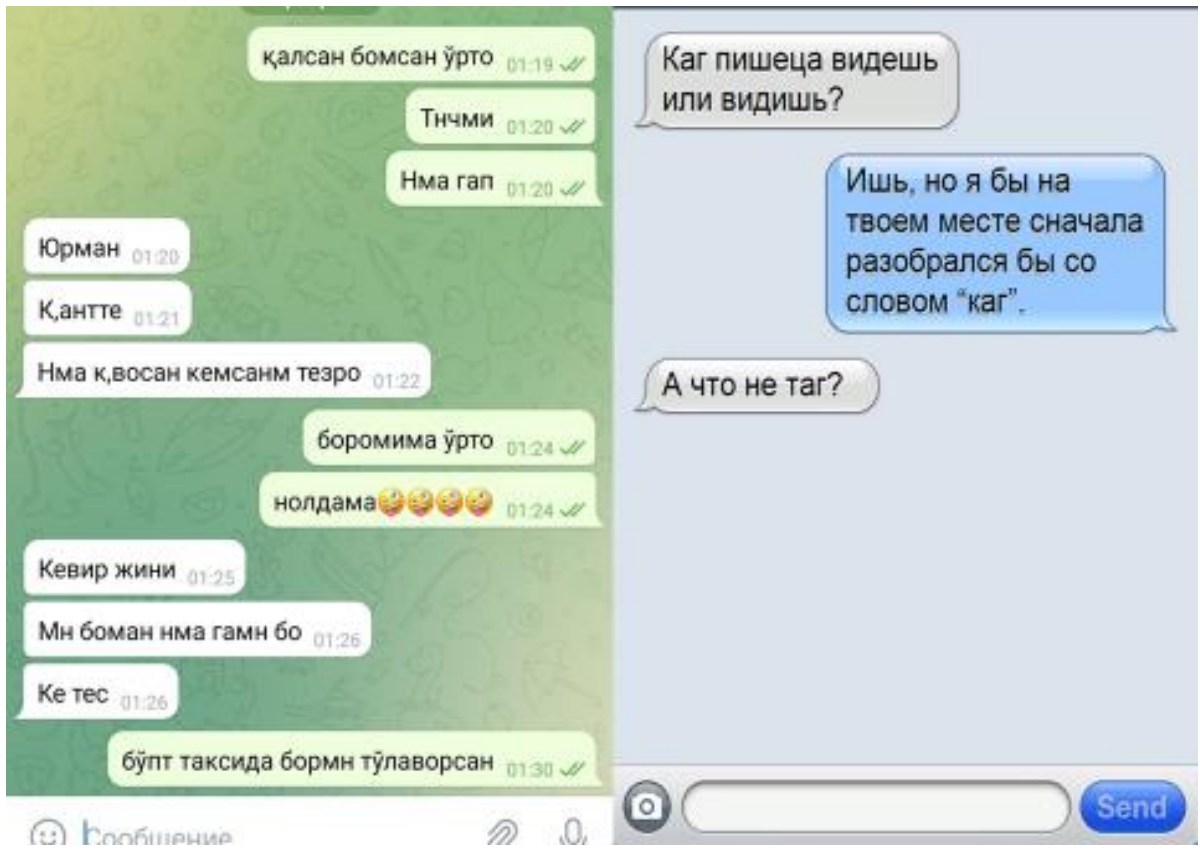 қалсан бомсан ўрто 01:19
Тнчми 01:20
Нма гап 01:20
Юрман 01:20
Қ,антте 01:21
Нма қ,восан кемсанм тезро 01:22
боромима ўрто 01:24
нолдама🤪🤪🤪🤪 01:24
Кевир жини 01:25
Мн боман нма гамн бо 01:26
Ке тес 01:26
бўпт таксида бормн тўлаворсан 01:30
Сообщение
Каг пишеца видешь
или видишь?
Ишь, но я бы на
твоем месте сначала
разобрался бы со
словом “каг”.
А что не таг?
Send